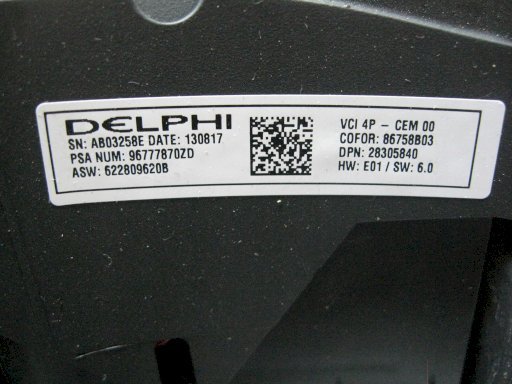 DELPHI
SN: AB03258E DATE: 130817
PSA NUM: 96777870ZD
ASW: 622809620B
VCI 4P - CEM 00
COFOR: 86758B03
DPN: 28305840
HW: E01 / SW: 6.0